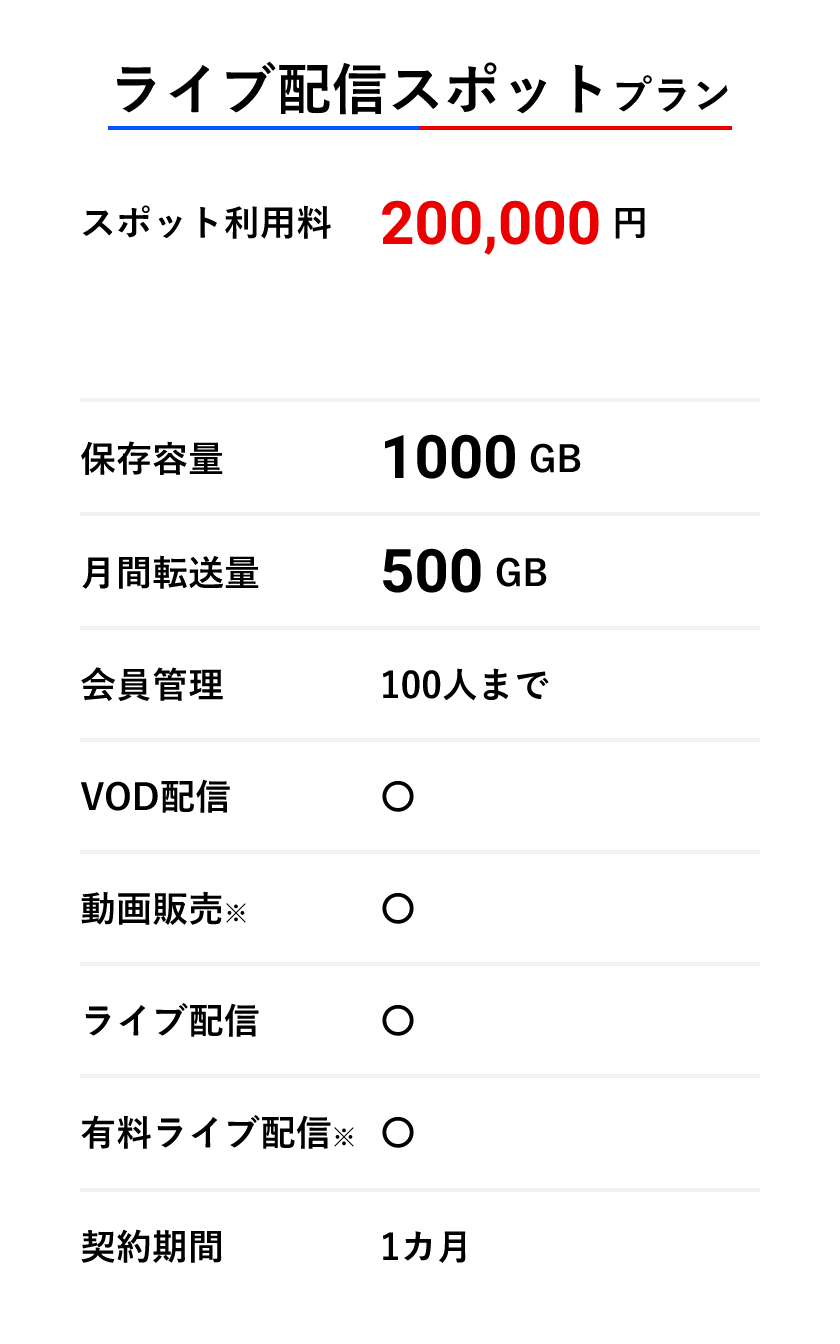 ライブ配信スポットプラン
スポット利用料 200,000 円
保存容量 1000 GB
月間転送量 500 GB
会員管理 100人まで
VOD配信 〇
動画販売※ 〇
ライブ配信 〇
有料ライブ配信※ 〇
契約期間 1カ月